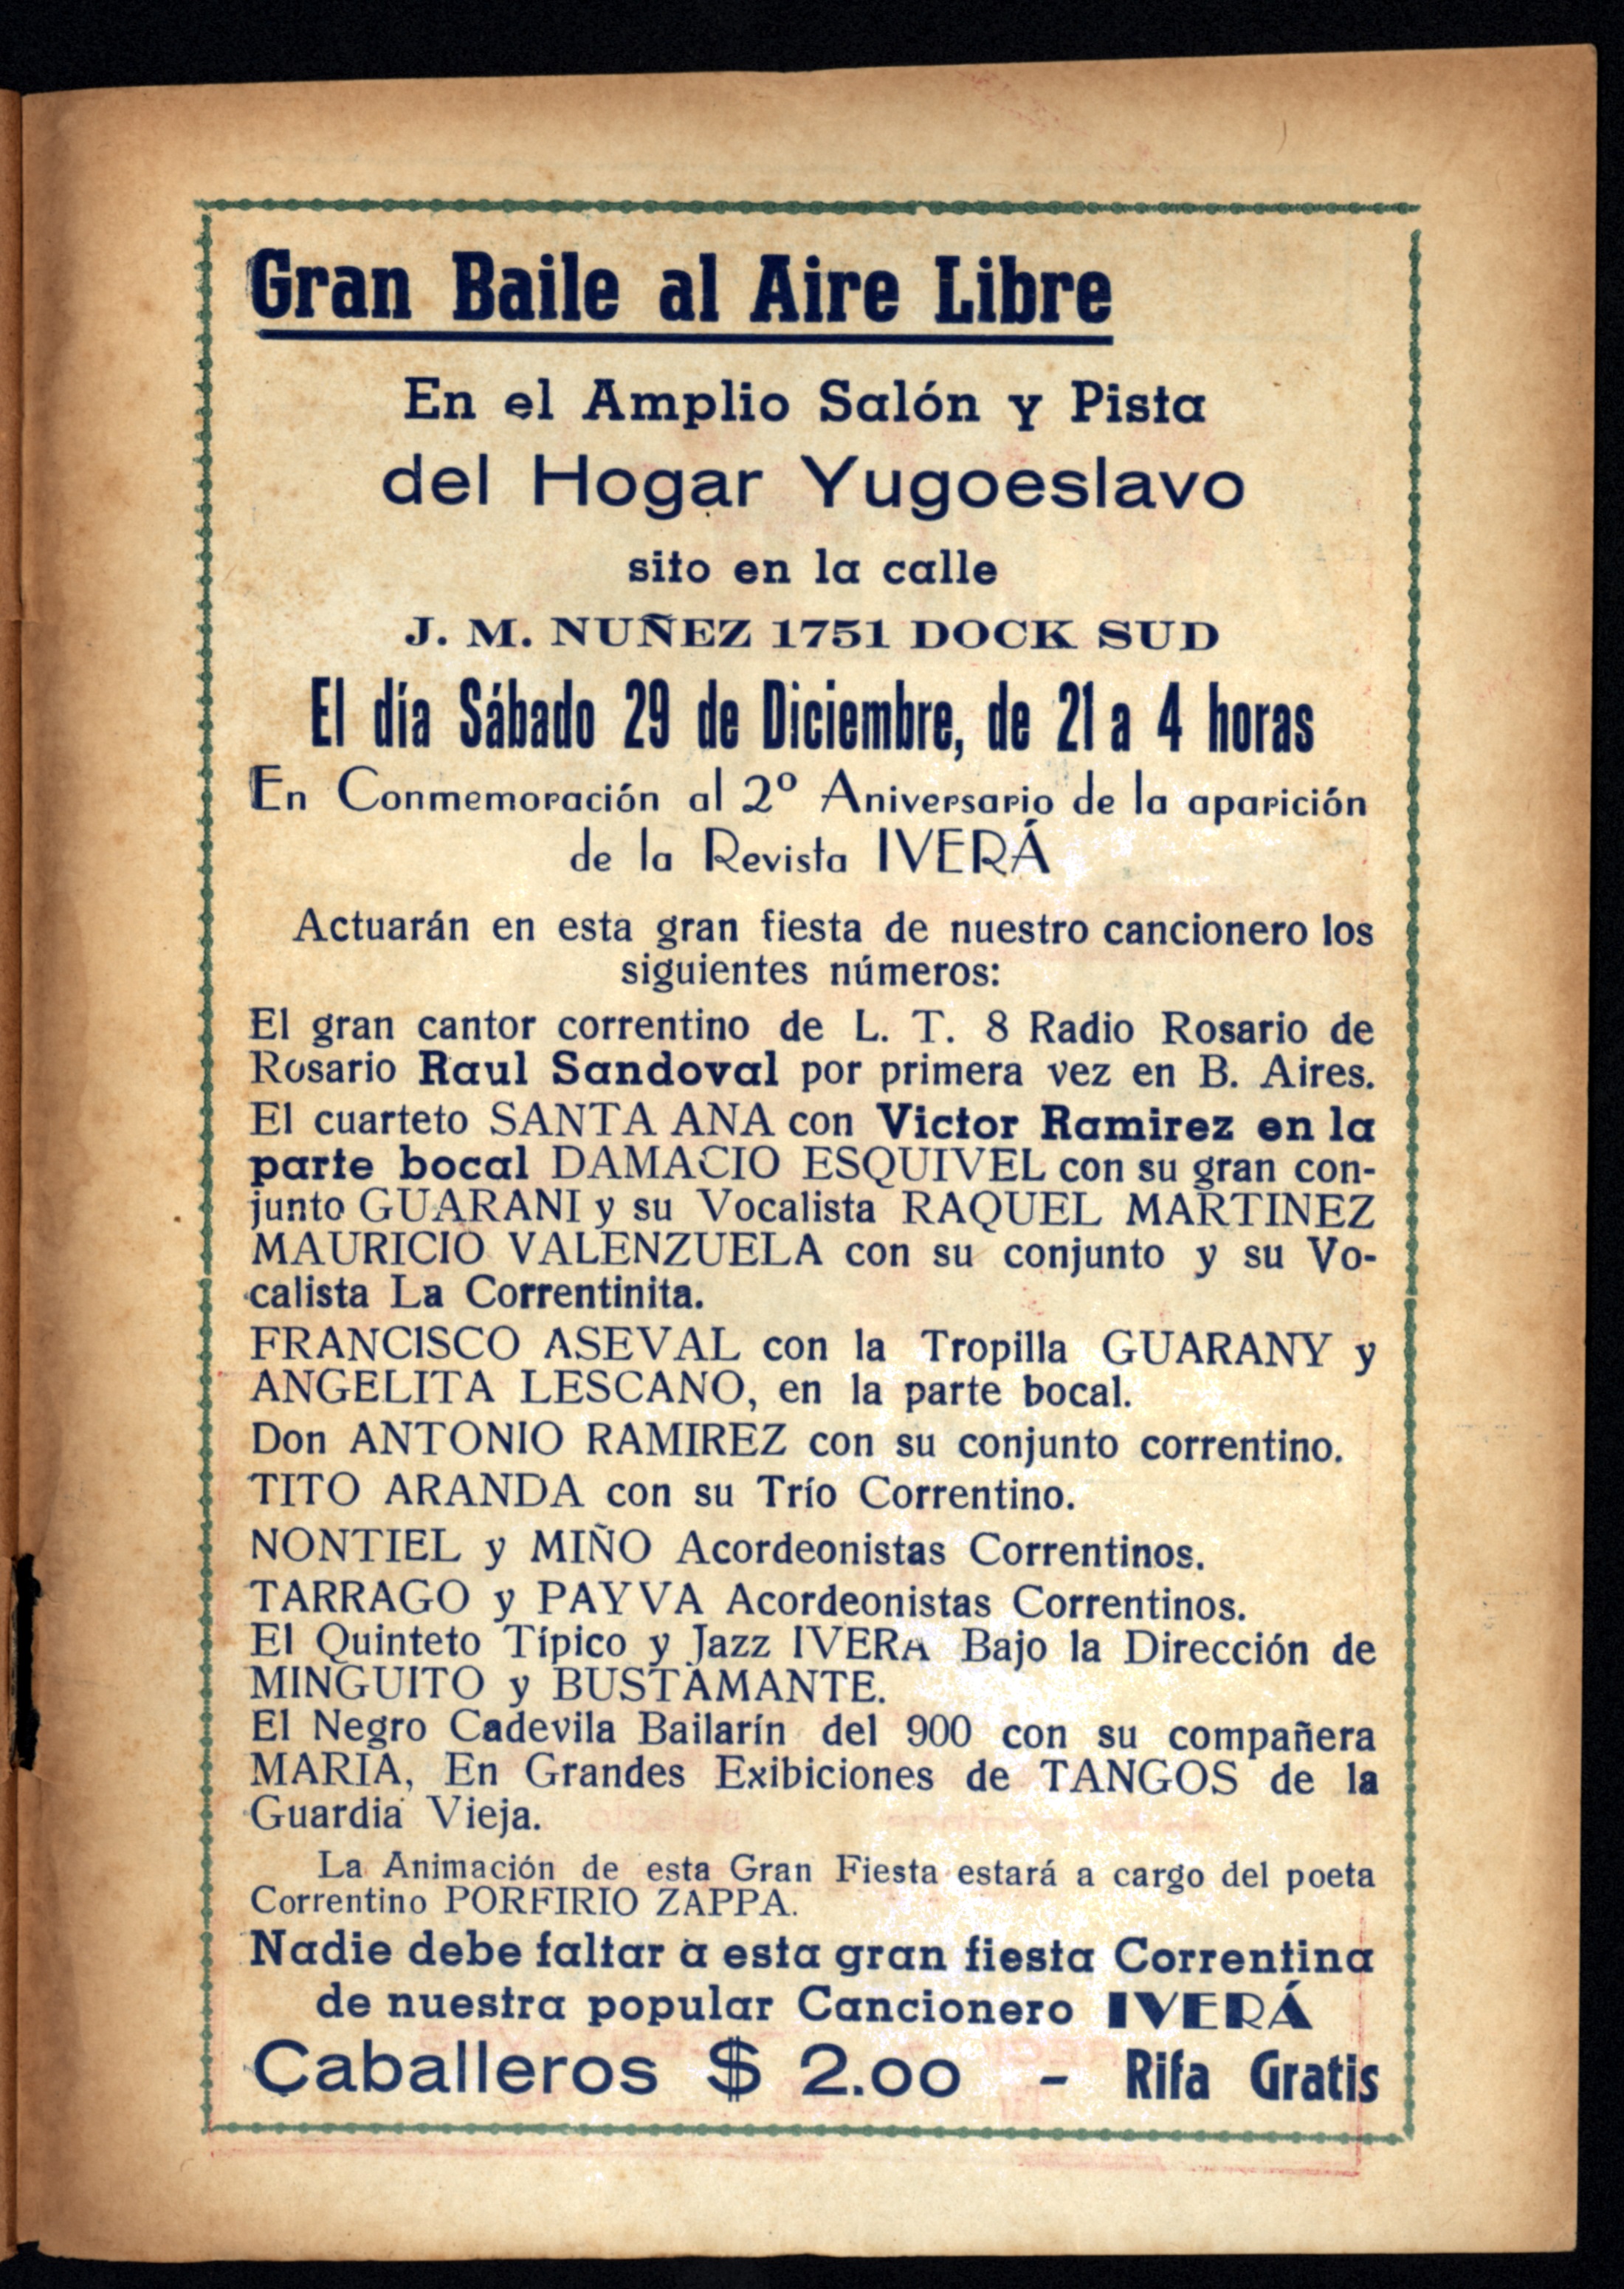 Gran Baile al Aire Libre
En el Amplio Salón y Pista
del Hogar Yugoeslavo
sito en la calle
J. M. NUÑEZ 1751 DOCK SUD
El día Sábado 29 de Diciembre, de 21 a 4 horas
En Conmemoración al 2º Aniversario de la aparición
de la Revista IVERÁ
Actuarán en esta gran fiesta de nuestro cancionero los
siguientes números:
El gran cantor correntino de L. T. 8 Radio Rosario de
Rosario Raul Sandoval por primera vez en B. Aires.
El cuarteto SANTA ANA con Victor Ramirez en la
parte bocal DAMACIO ESQUIVEL con su gran con-
junto GUARANI y su Vocalista RAQUEL MARTINEZ
MAURICIO VALENZUELA con su conjunto y su Vo-
calista La Correntinita.
FRANCISCO ASEVAL con la Tropilla GUARANY y
ANGELITA LESCANO, en la parte bocal.
Don ANTONIO RAMIREZ con su conjunto correntino.
TITO ARANDA con su Trío Correntino.
NONTIEL y MIÑO Acordeonistas Correntinos.
TARRAGO y PAYVA Acordeonistas Correntinos.
El Quinteto Típico y Jazz IVERA Bajo la Dirección de
MINGUITO y BUSTAMANTE.
El Negro Cadevila Bailarín del 900 con su compañera
MARIA, En Grandes Exibiciones de TANGOS de la
Guardia Vieja.
La Animación de esta Gran Fiesta estará a cargo del poeta
Correntino PORFIRIO ZAPPA.
Nadie debe faltar a esta gran fiesta Correntina
de nuestra popular Cancionero IVERÁ
Caballeros $ 2.00 - Rifa Gratis